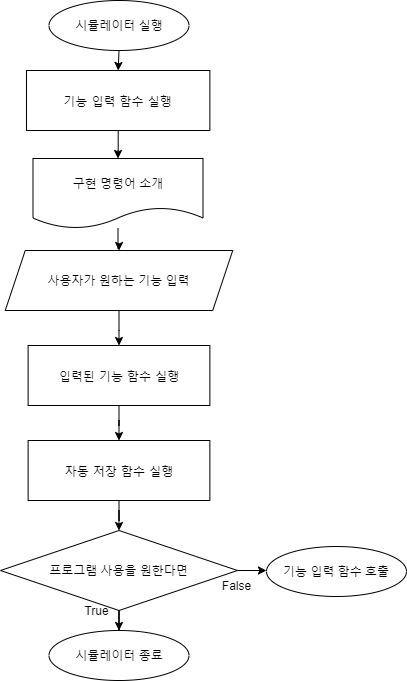 시뮬레이터 실행
기능 입력 함수 실행
구현 명령어 소개
사용자가 원하는 기능 입력
입력된 기능 함수 실행
자동 저장 함수 실행
프로그램 사용을 원한다면
기능 입력 함수 호출
False
True
시뮬레이터 종료